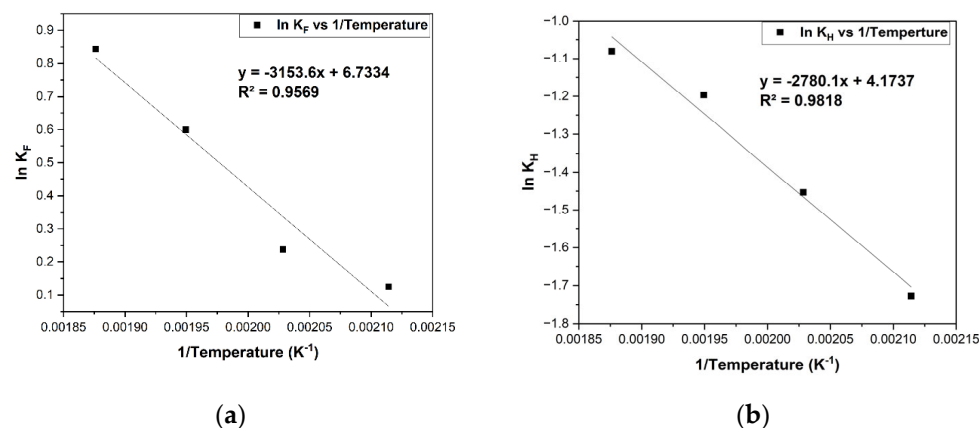 ln K_F vs 1/Temperature
y = -3153.6x + 6.7334
R² = 0.9569
ln K_F
0.9
0.8
0.7
0.6
0.5
0.4
0.3
0.2
0.1
0.00185 0.00190 0.00195 0.00200 0.00205 0.00210 0.00215
1/Temperature (K⁻¹)
(a)
ln K_H vs 1/Temperture
y = -2780.1x + 4.1737
R² = 0.9818
ln K_H
−1.0
−1.1
−1.2
−1.3
−1.4
−1.5
−1.6
−1.7
−1.8
0.00185 0.00190 0.00195 0.00200 0.00205 0.00210 0.00215
1/Temperature (K⁻¹)
(b)